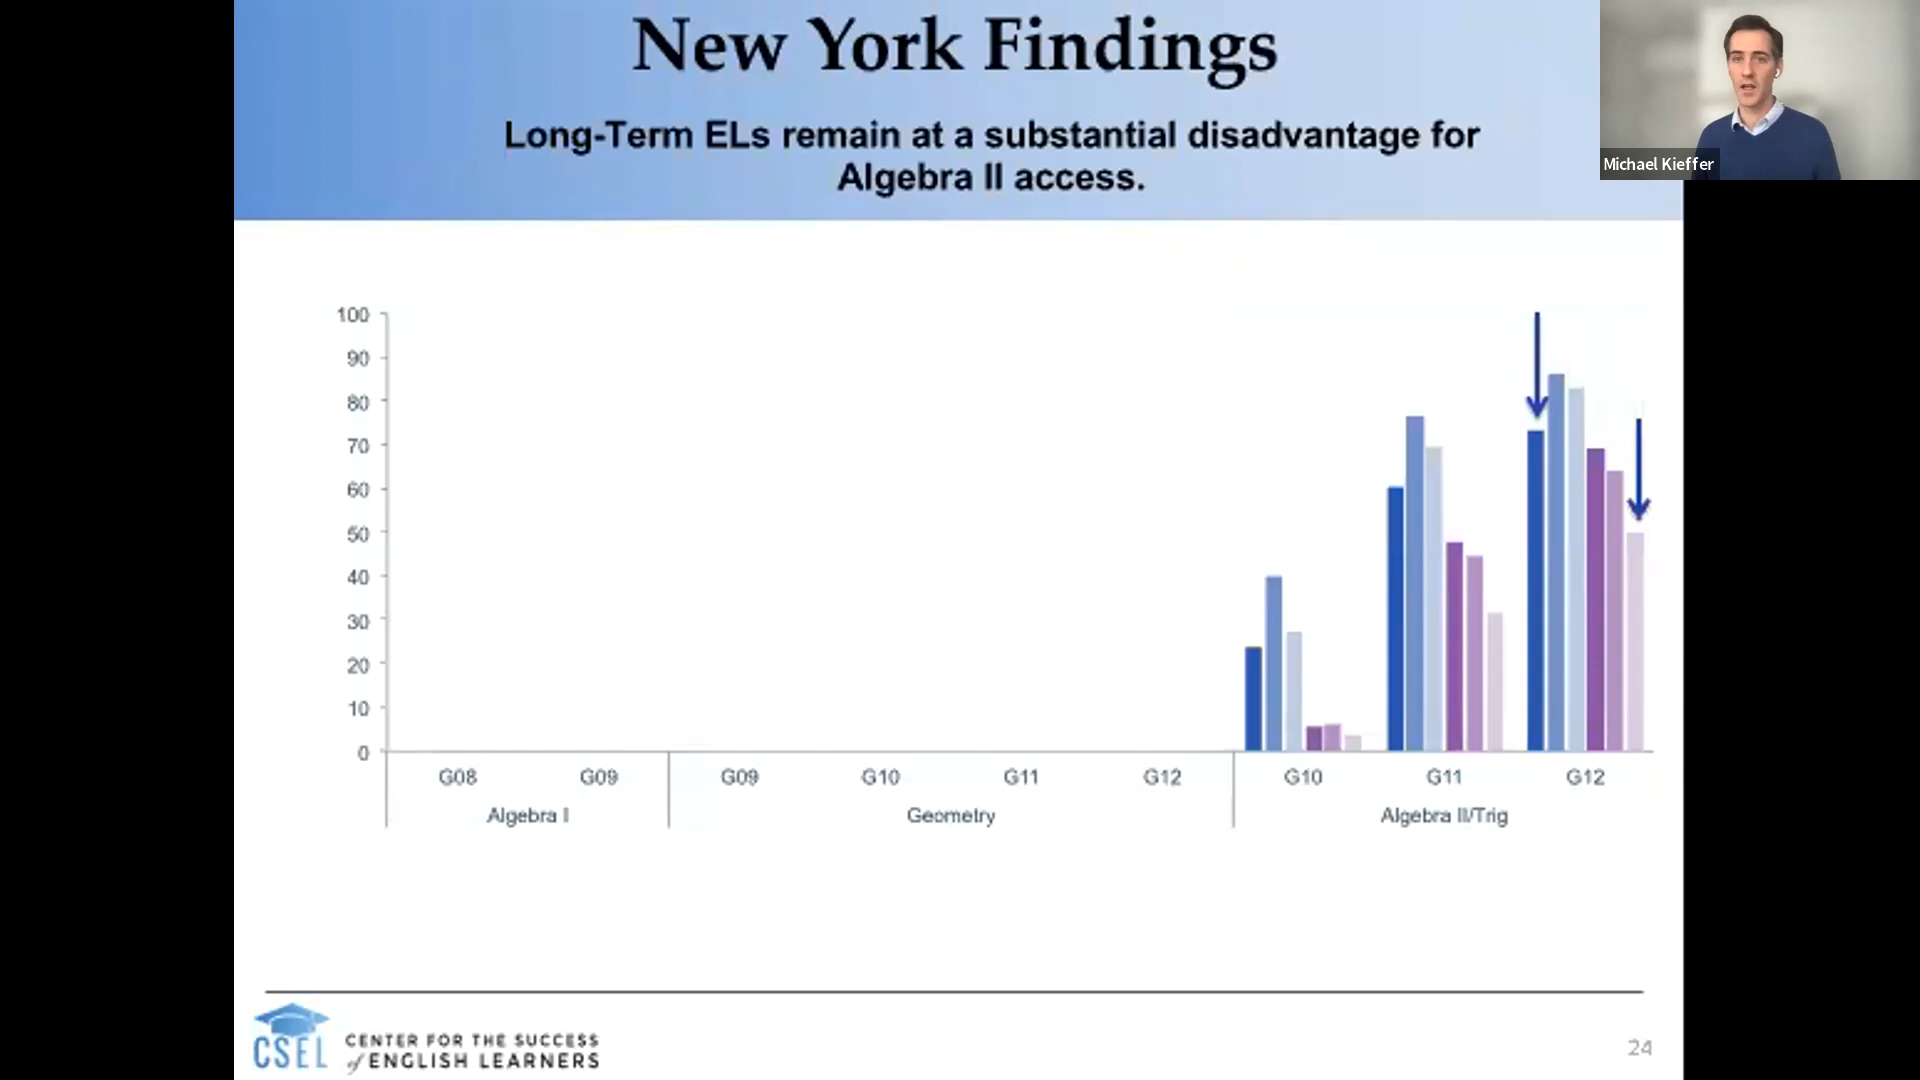 New York Findings
Long-Term ELs remain at a substantial disadvantage for
Algebra II access.
Michael Kieffer
100
90
80
70
60
50
40
30
20
10
0
G08 G09 G09 G10 G11 G12 G10 G11 G12
Algebra I Geometry Algebra II/Trig
CSEL
CENTER FOR THE SUCCESS
of ENGLISH LEARNERS
24